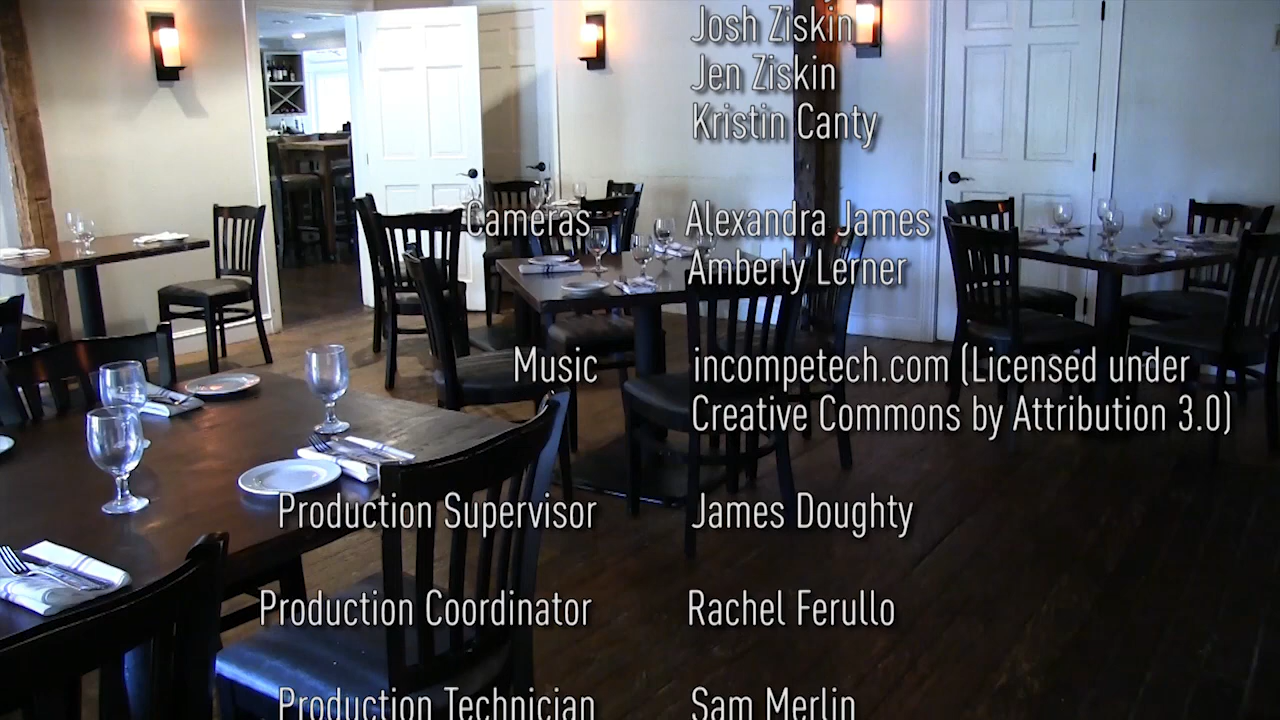 Josh Ziskin
Jen Ziskin
Kristin Canty
Cameras Alexandra James
Amberly Lerner
Music incompetech.com (Licensed under
Creative Commons by Attribution 3.0)
Production Supervisor James Doughty
Production Coordinator Rachel Ferullo
Production Technician Sam Merlin